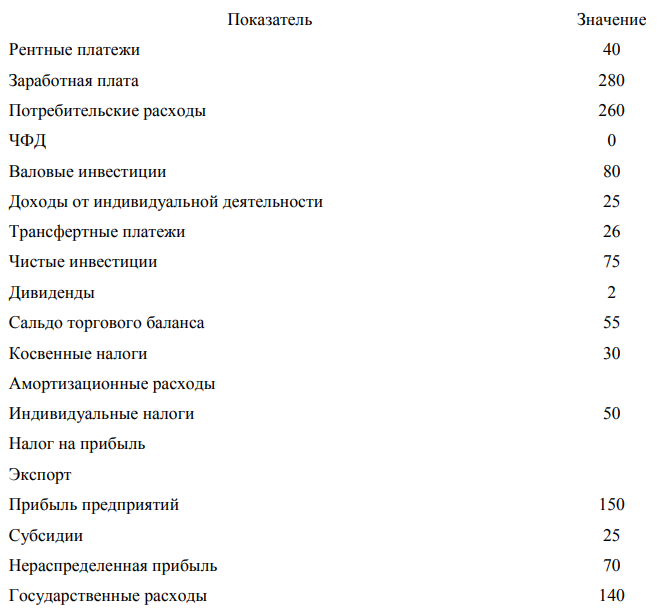 Показатель Значение
Рентные платежи 40
Заработная плата 280
Потребительские расходы 260
ЧФД 0
Валовые инвестиции 80
Доходы от индивидуальной деятельности 25
Трансфертные платежи 26
Чистые инвестиции 75
Дивиденды 2
Сальдо торгового баланса 55
Косвенные налоги 30
Амортизационные расходы
Индивидуальные налоги 50
Налог на прибыль
Экспорт
Прибыль предприятий 150
Субсидии 25
Нераспределенная прибыль 70
Государственные расходы 140